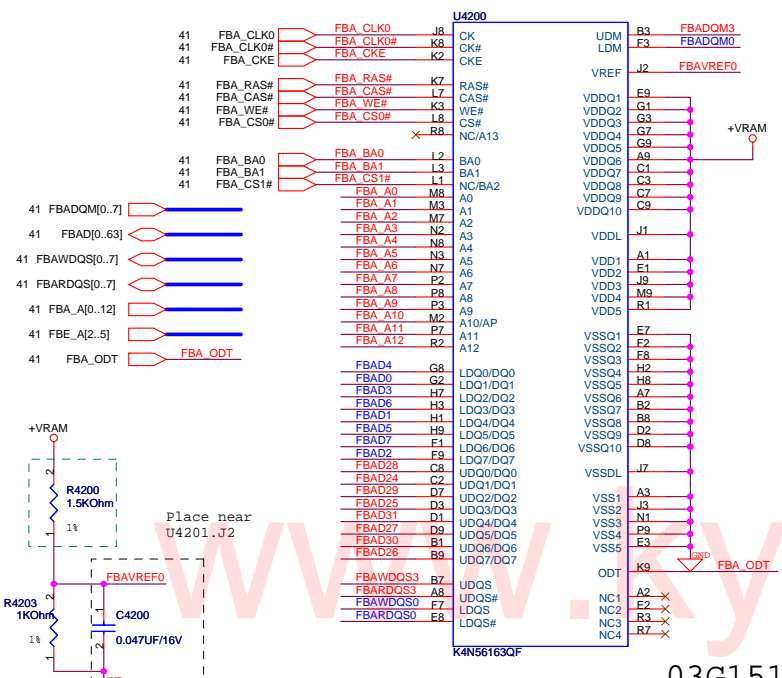 U4200
41 FBA_CLK0 FBA_CLK0 J8 CK UDM B3 FBADQM3
41 FBA_CLK0# FBA_CLK0# K8 CK# LDM F3 FBADQM0
41 FBA_CKE FBA_CKE K2 CKE
VREF J2 FBAVREF0
41 FBA_RAS# FBA_RAS# K7 RAS#
41 FBA_CAS# FBA_CAS# L7 CAS# VDDQ1 E9
41 FBA_WE# FBA_WE# K3 WE# VDDQ2 G1
41 FBA_CS0# FBA_CS0# L8 CS# VDDQ3 G3
R8 NC/A13 VDDQ4 G7
VDDQ5 G9
+VRAM
41 FBA_BA0 FBA_BA0 L2 BA0 VDDQ6 A9
41 FBA_BA1 FBA_BA1 L3 BA1 VDDQ7 C1
41 FBA_CS1# FBA_CS1# L1 NC/BA2 VDDQ8 C3
FBA_A0 M8 A0 VDDQ9 C7
FBA_A1 M3 A1 VDDQ10 C9
41 FBADQM[0..7] FBA_A2 M7 A2
FBA_A3 N2 A3 VDDL J1
41 FBAD[0..63] FBA_A4 N8 A4
41 FBAWDQS[0..7] FBA_A5 N3 A5 VDD1 A1
FBA_A6 N7 A6 VDD2 E1
41 FBARDQS[0..7] FBA_A7 P2 A7 VDD3 J9
FBA_A8 P8 A8 VDD4 M9
41 FBA_A[0..12] FBA_A9 P3 A9 VDD5 R1
FBA_A10 M2 A10/AP
41 FBE_A[2..5] FBA_A11 P7 A11 VSSQ1 E7
FBA_A12 R2 A12 VSSQ2 F2
41 FBA_ODT FBA_ODT VSSQ3 F8
FBAD4 G8 LDQ0/DQ0 VSSQ4 H2
FBAD0 G2 LDQ1/DQ1 VSSQ5 H8
FBAD3 H7 LDQ2/DQ2 VSSQ6 A7
FBAD6 H3 LDQ3/DQ3 VSSQ7 B2
FBAD1 H1 LDQ4/DQ4 VSSQ8 B8
FBAD5 H9 LDQ5/DQ5 VSSQ9 D2
FBAD7 F1 LDQ6/DQ6 VSSQ10 D8
FBAD2 F9 LDQ7/DQ7
FBAD28 C8 UDQ0/DQ0 VSSDL J7
FBAD24 C2 UDQ1/DQ1
FBAD29 D7 UDQ2/DQ2 VSS1 A3
FBAD25 D3 UDQ3/DQ3 VSS2 J3
FBAD31 D1 UDQ4/DQ4 VSS3 N1
FBAD27 D9 UDQ5/DQ5 VSS4 P9
FBAD30 B1 UDQ6/DQ6 VSS5 E3
FBAD26 B9 UDQ7/DQ7 GND
ODT K9 FBA_ODT
FBAWDQS3 B7 UDQS
FBARDQS3 A8 UDQS# NC1 A2
FBAWDQS0 F7 LDQS NC2 E2
FBARDQS0 E8 LDQS# NC3 R3
NC4 R7
K4N56163QF
+VRAM
2
R4200
1.5KOhm
1%
1
Place near
U4201.J2
FBAVREF0
R4203
1KOhm
1%
2
1
1
C4200
0.047UF/16V
2
www.ky
03G151